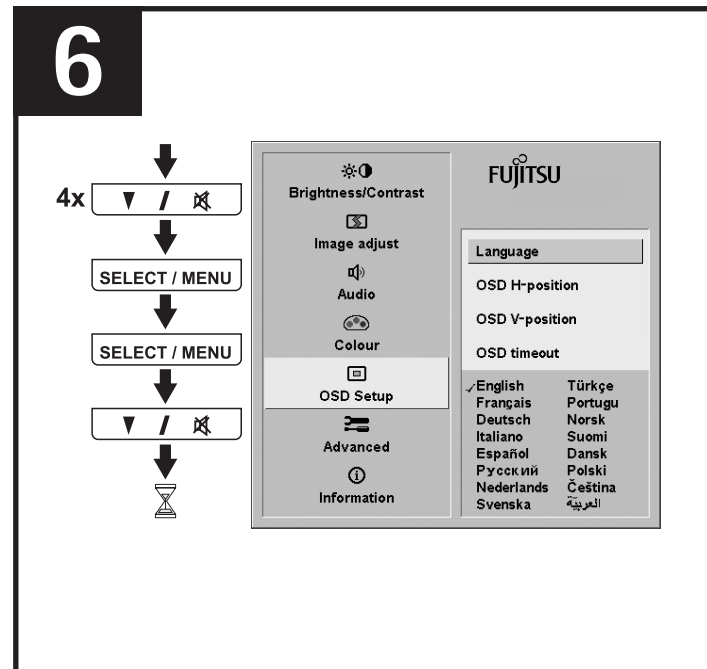 6
4x
SELECT / MENU
SELECT / MENU
Brightness/Contrast
Image adjust
Audio
Colour
OSD Setup
Advanced
Information
FUJITSU
Language
OSD H-position
OSD V-position
OSD timeout
✓English Türkçe
Français Portugu
Deutsch Norsk
Italiano Suomi
Español Dansk
Русский Polski
Nederlands Čeština
Svenska العربيّة